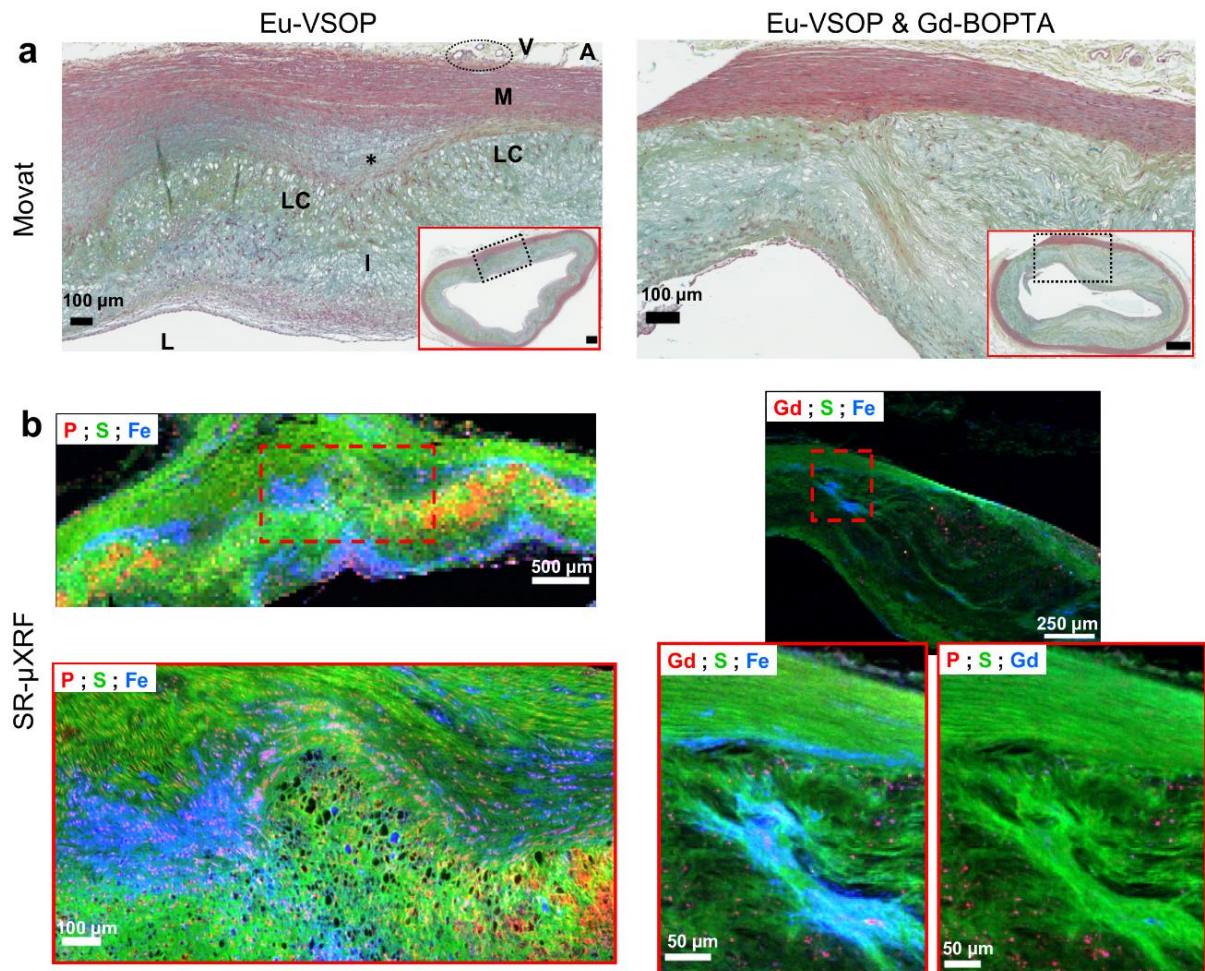 Eu-VSOP
Eu-VSOP & Gd-BOPTA
a
Movat
V
A
M
*
LC
LC
I
L
100 µm
100 µm
b
SR-µXRF
P ; S ; Fe
500 µm
Gd ; S ; Fe
250 µm
P ; S ; Fe
100 µm
Gd ; S ; Fe
50 µm
P ; S ; Gd
50 µm